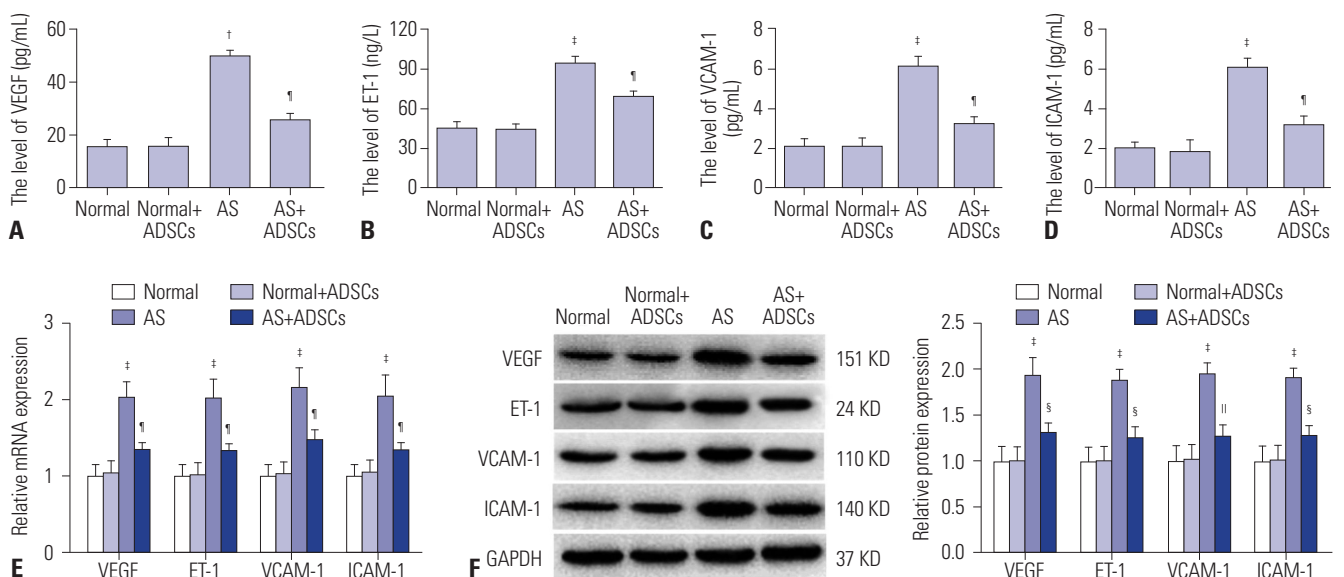 The level of VEGF (pg/mL)
60
40
20
0
†
¶
Normal
Normal+
ADSCs
AS
AS+
ADSCs
A
The level of ET-1 (ng/L)
120
90
60
30
0
‡
¶
Normal
Normal+
ADSCs
AS
AS+
ADSCs
B
The level of VCAM-1
(pg/mL)
8
6
4
2
0
‡
¶
Normal
Normal+
ADSCs
AS
AS+
ADSCs
C
The level of ICAM-1 (pg/mL)
8
6
4
2
0
‡
¶
Normal
Normal+
ADSCs
AS
AS+
ADSCs
D
Normal
Normal+ADSCs
AS
AS+ADSCs
Relative mRNA expression
3
2
1
0
‡ ¶ ‡ ¶ ‡ ¶ ‡ ¶
VEGF ET-1 VCAM-1 ICAM-1
E
Normal
Normal+
ADSCs
AS
AS+
ADSCs
VEGF 151 KD
ET-1 24 KD
VCAM-1 110 KD
ICAM-1 140 KD
GAPDH 37 KD
F
Normal
Normal+ADSCs
AS
AS+ADSCs
Relative protein expression
2.5
2.0
1.5
1.0
0.5
0.0
‡ § ‡ § ‡ || ‡ §
VEGF ET-1 VCAM-1 ICAM-1